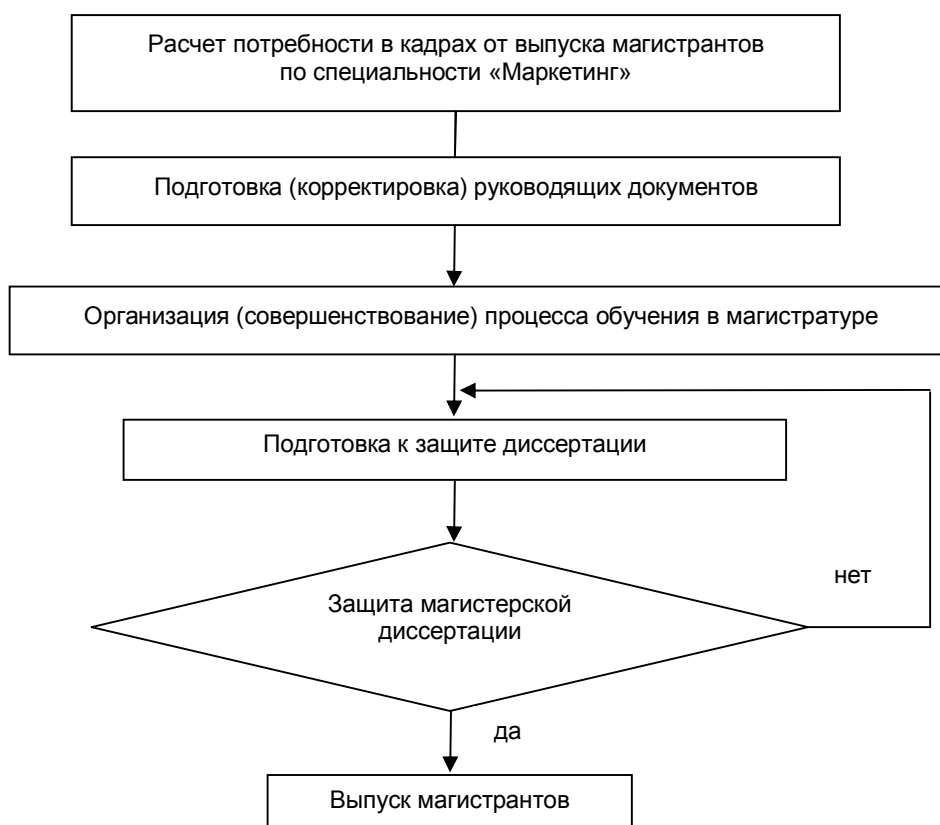 Расчет потребности в кадрах от выпуска магистрантов
по специальности «Маркетинг»
Подготовка (корректировка) руководящих документов
Организация (совершенствование) процесса обучения в магистратуре
Подготовка к защите диссертации
нет
Защита магистерской
диссертации
да
Выпуск магистрантов